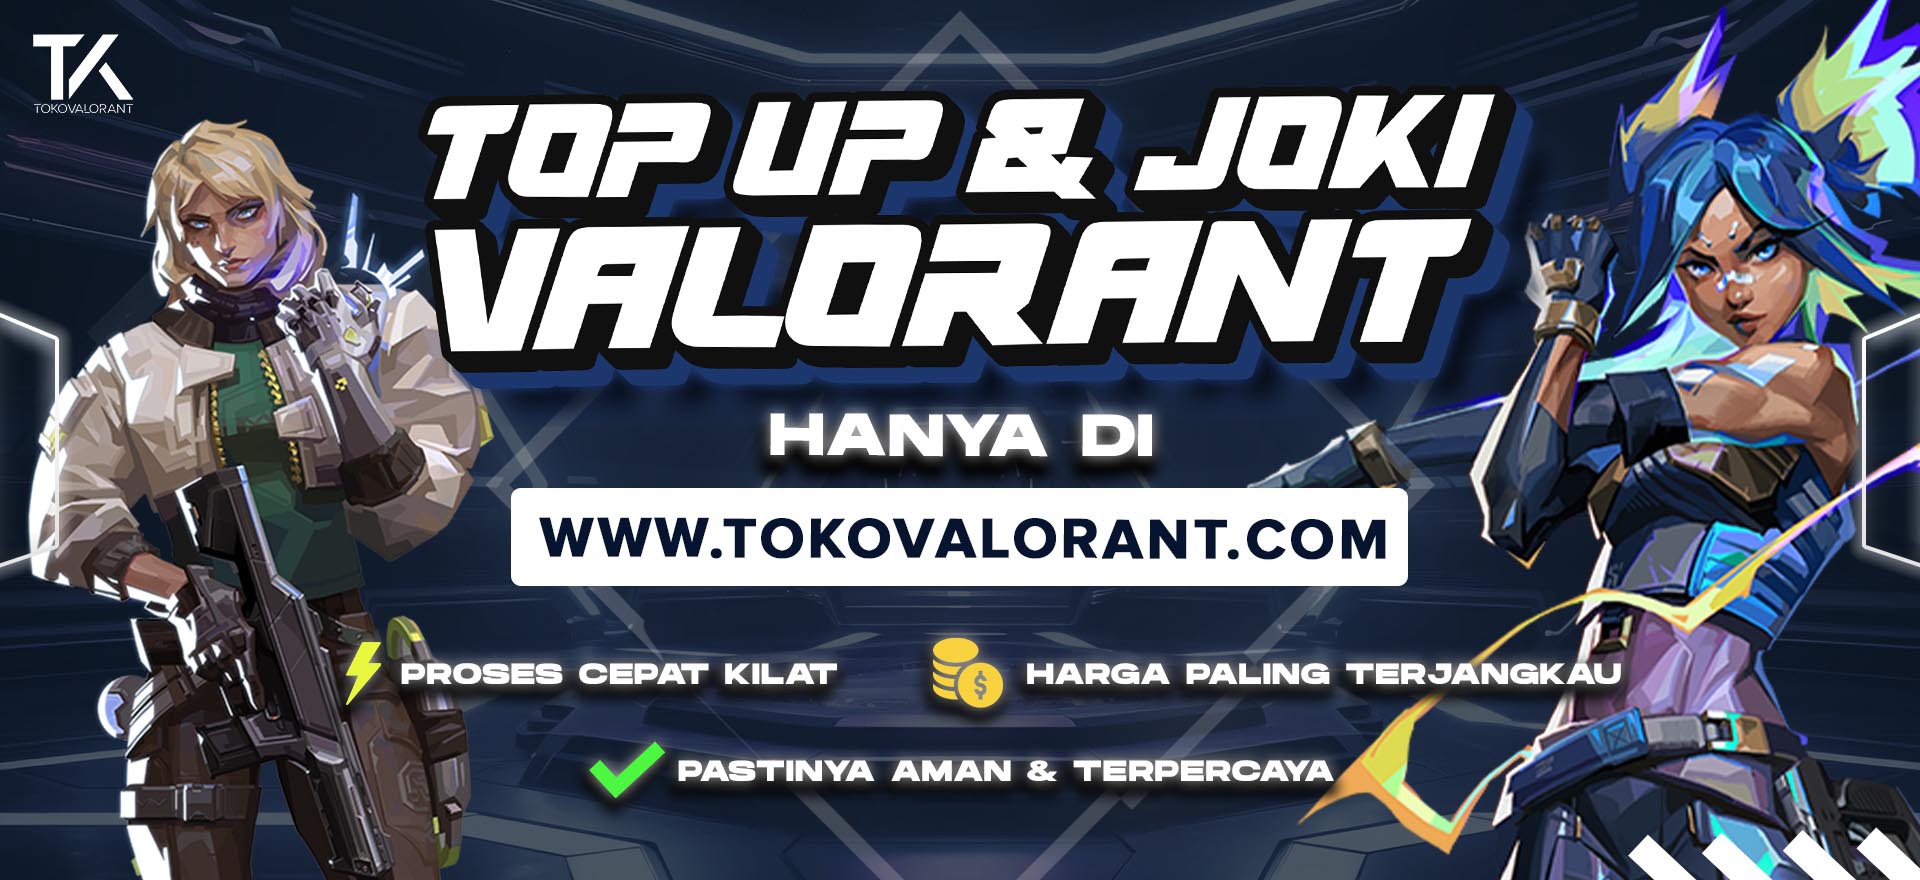 TK
TOKOVALORANT
TOP UP & JOKI
VALORANT
HANYA DI
WWW.TOKOVALORANT.COM
PROSES CEPAT KILAT
HARGA PALING TERJANGKAU
PASTINYA AMAN & TERPERCAYA